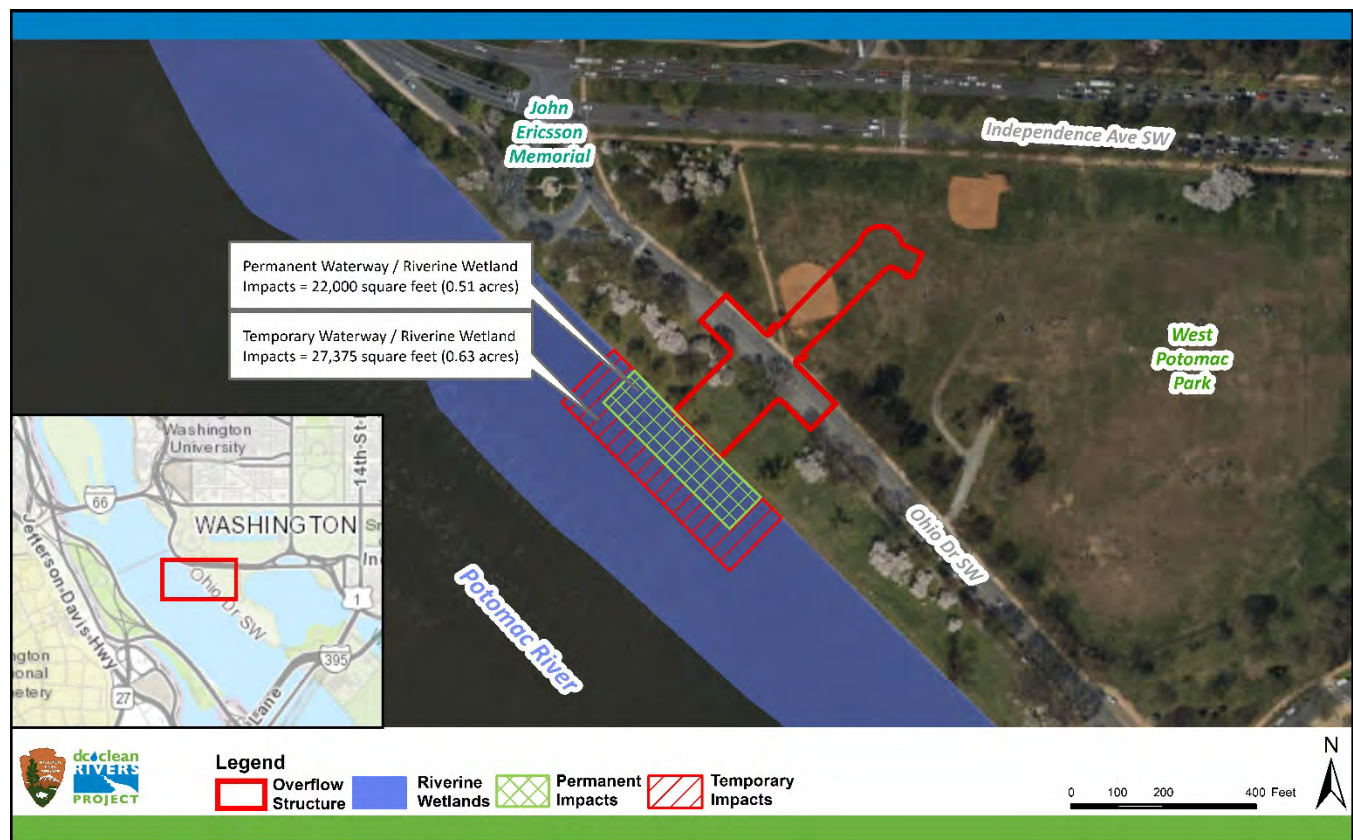 John
Ericsson
Memorial
Independence Ave SW
Permanent Waterway / Riverine Wetland
Impacts = 22,000 square feet (0.51 acres)
Temporary Waterway / Riverine Wetland
Impacts = 27,375 square feet (0.63 acres)
West
Potomac
Park
Ohio Dr SW
Potomac River
Washington
University
14th-St
66
WASHINGTON
Jefferson-Davis-Hwy
Ohio Dr SW
1
395
27
ngton
onal
metery
Lane
dc clean
RIVERS
PROJECT
Legend
Overflow
Structure
Riverine
Wetlands
Permanent
Impacts
Temporary
Impacts
0 100 200 400 Feet
N